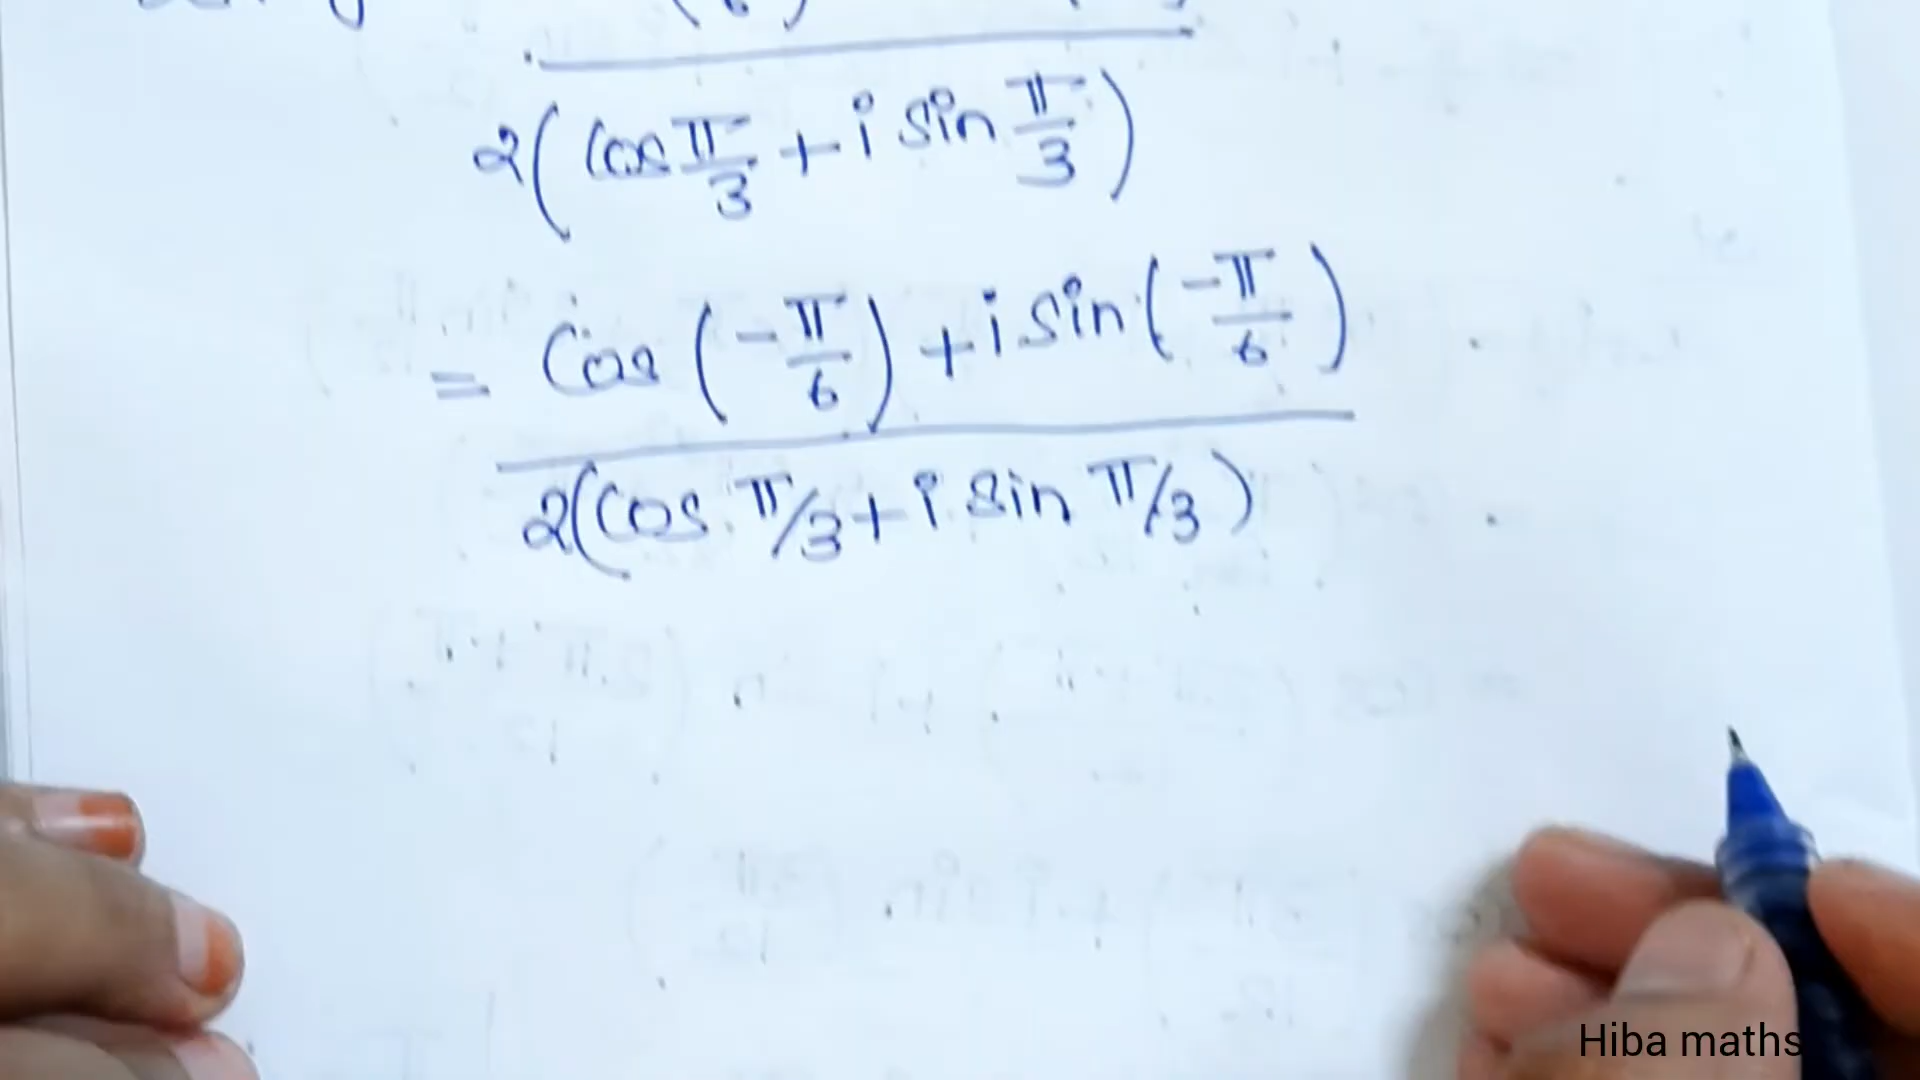 2(cos π/3 + i sin π/3)
= cos (-π/6) + i sin (-π/6)
2(cos π/3 + i sin π/3)
Hiba maths